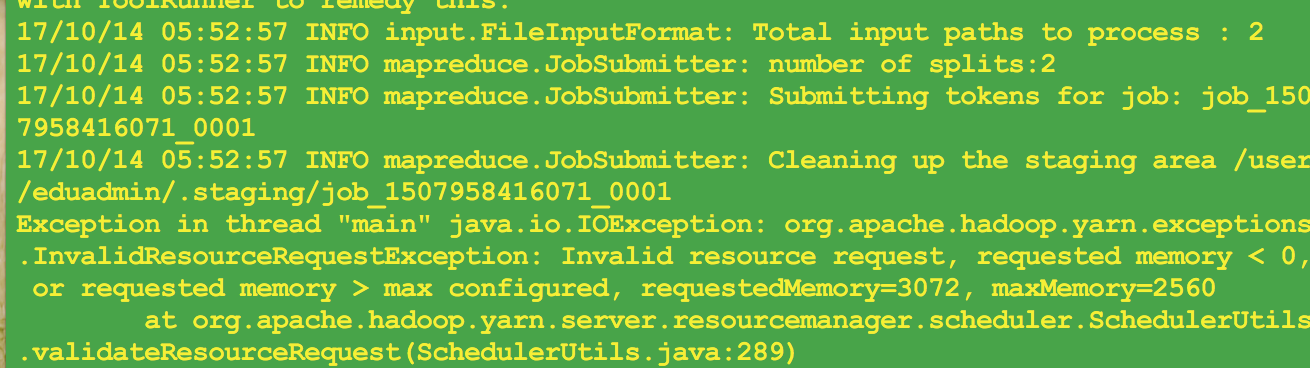 with ToolRunner to remedy this.
17/10/14 05:52:57 INFO input.FileInputFormat: Total input paths to process : 2
17/10/14 05:52:57 INFO mapreduce.JobSubmitter: number of splits:2
17/10/14 05:52:57 INFO mapreduce.JobSubmitter: Submitting tokens for job: job_150
7958416071_0001
17/10/14 05:52:57 INFO mapreduce.JobSubmitter: Cleaning up the staging area /user
/eduadmin/.staging/job_1507958416071_0001
Exception in thread "main" java.io.IOException: org.apache.hadoop.yarn.exceptions
.InvalidResourceRequestException: Invalid resource request, requested memory < 0,
 or requested memory > max configured, requestedMemory=3072, maxMemory=2560
        at org.apache.hadoop.yarn.server.resourcemanager.scheduler.SchedulerUtils
.validateResourceRequest(SchedulerUtils.java:289)